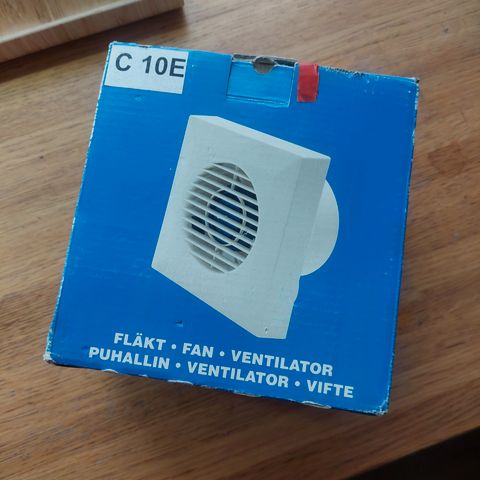 C 10E
FLÄKT • FAN • VENTILATOR
PUHALLIN • VENTILATOR • VIFTE